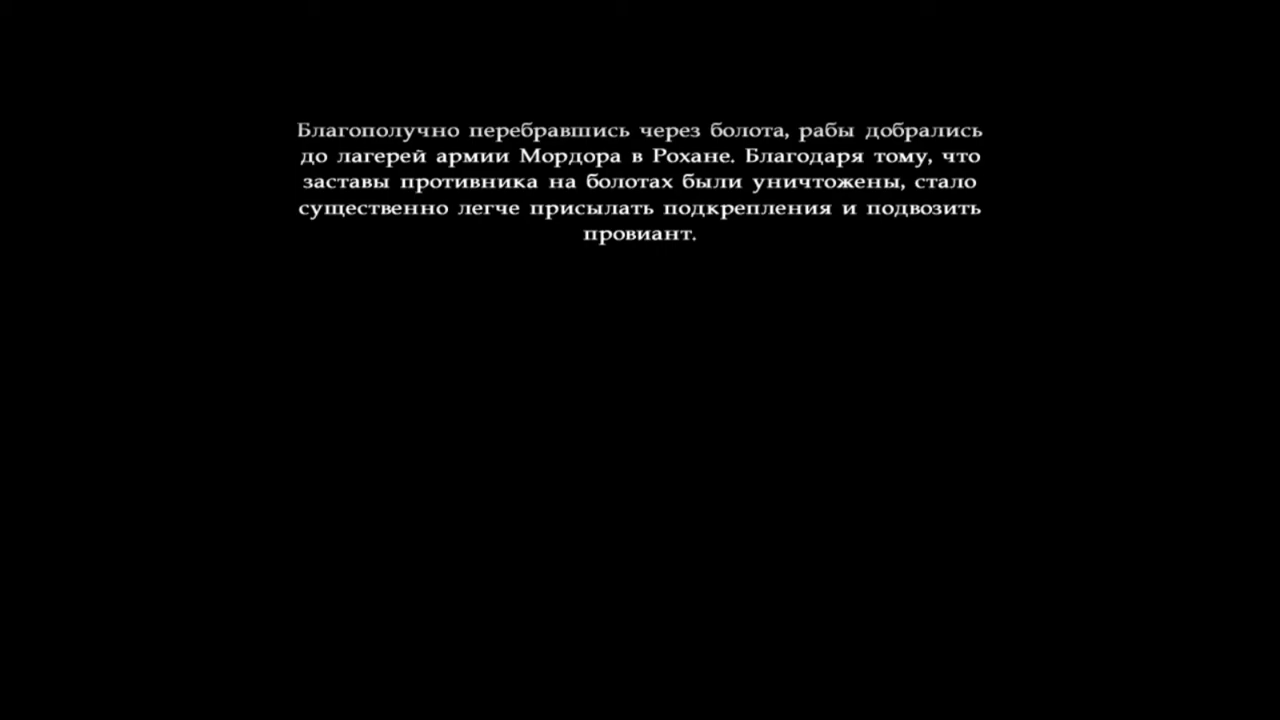 Благополучно перебравшись через болота, рабы добрались
до лагерей армии Мордора в Рохане. Благодаря тому, что
заставы противника на болотах были уничтожены, стало
существенно легче присылать подкрепления и подвозить
провиант.